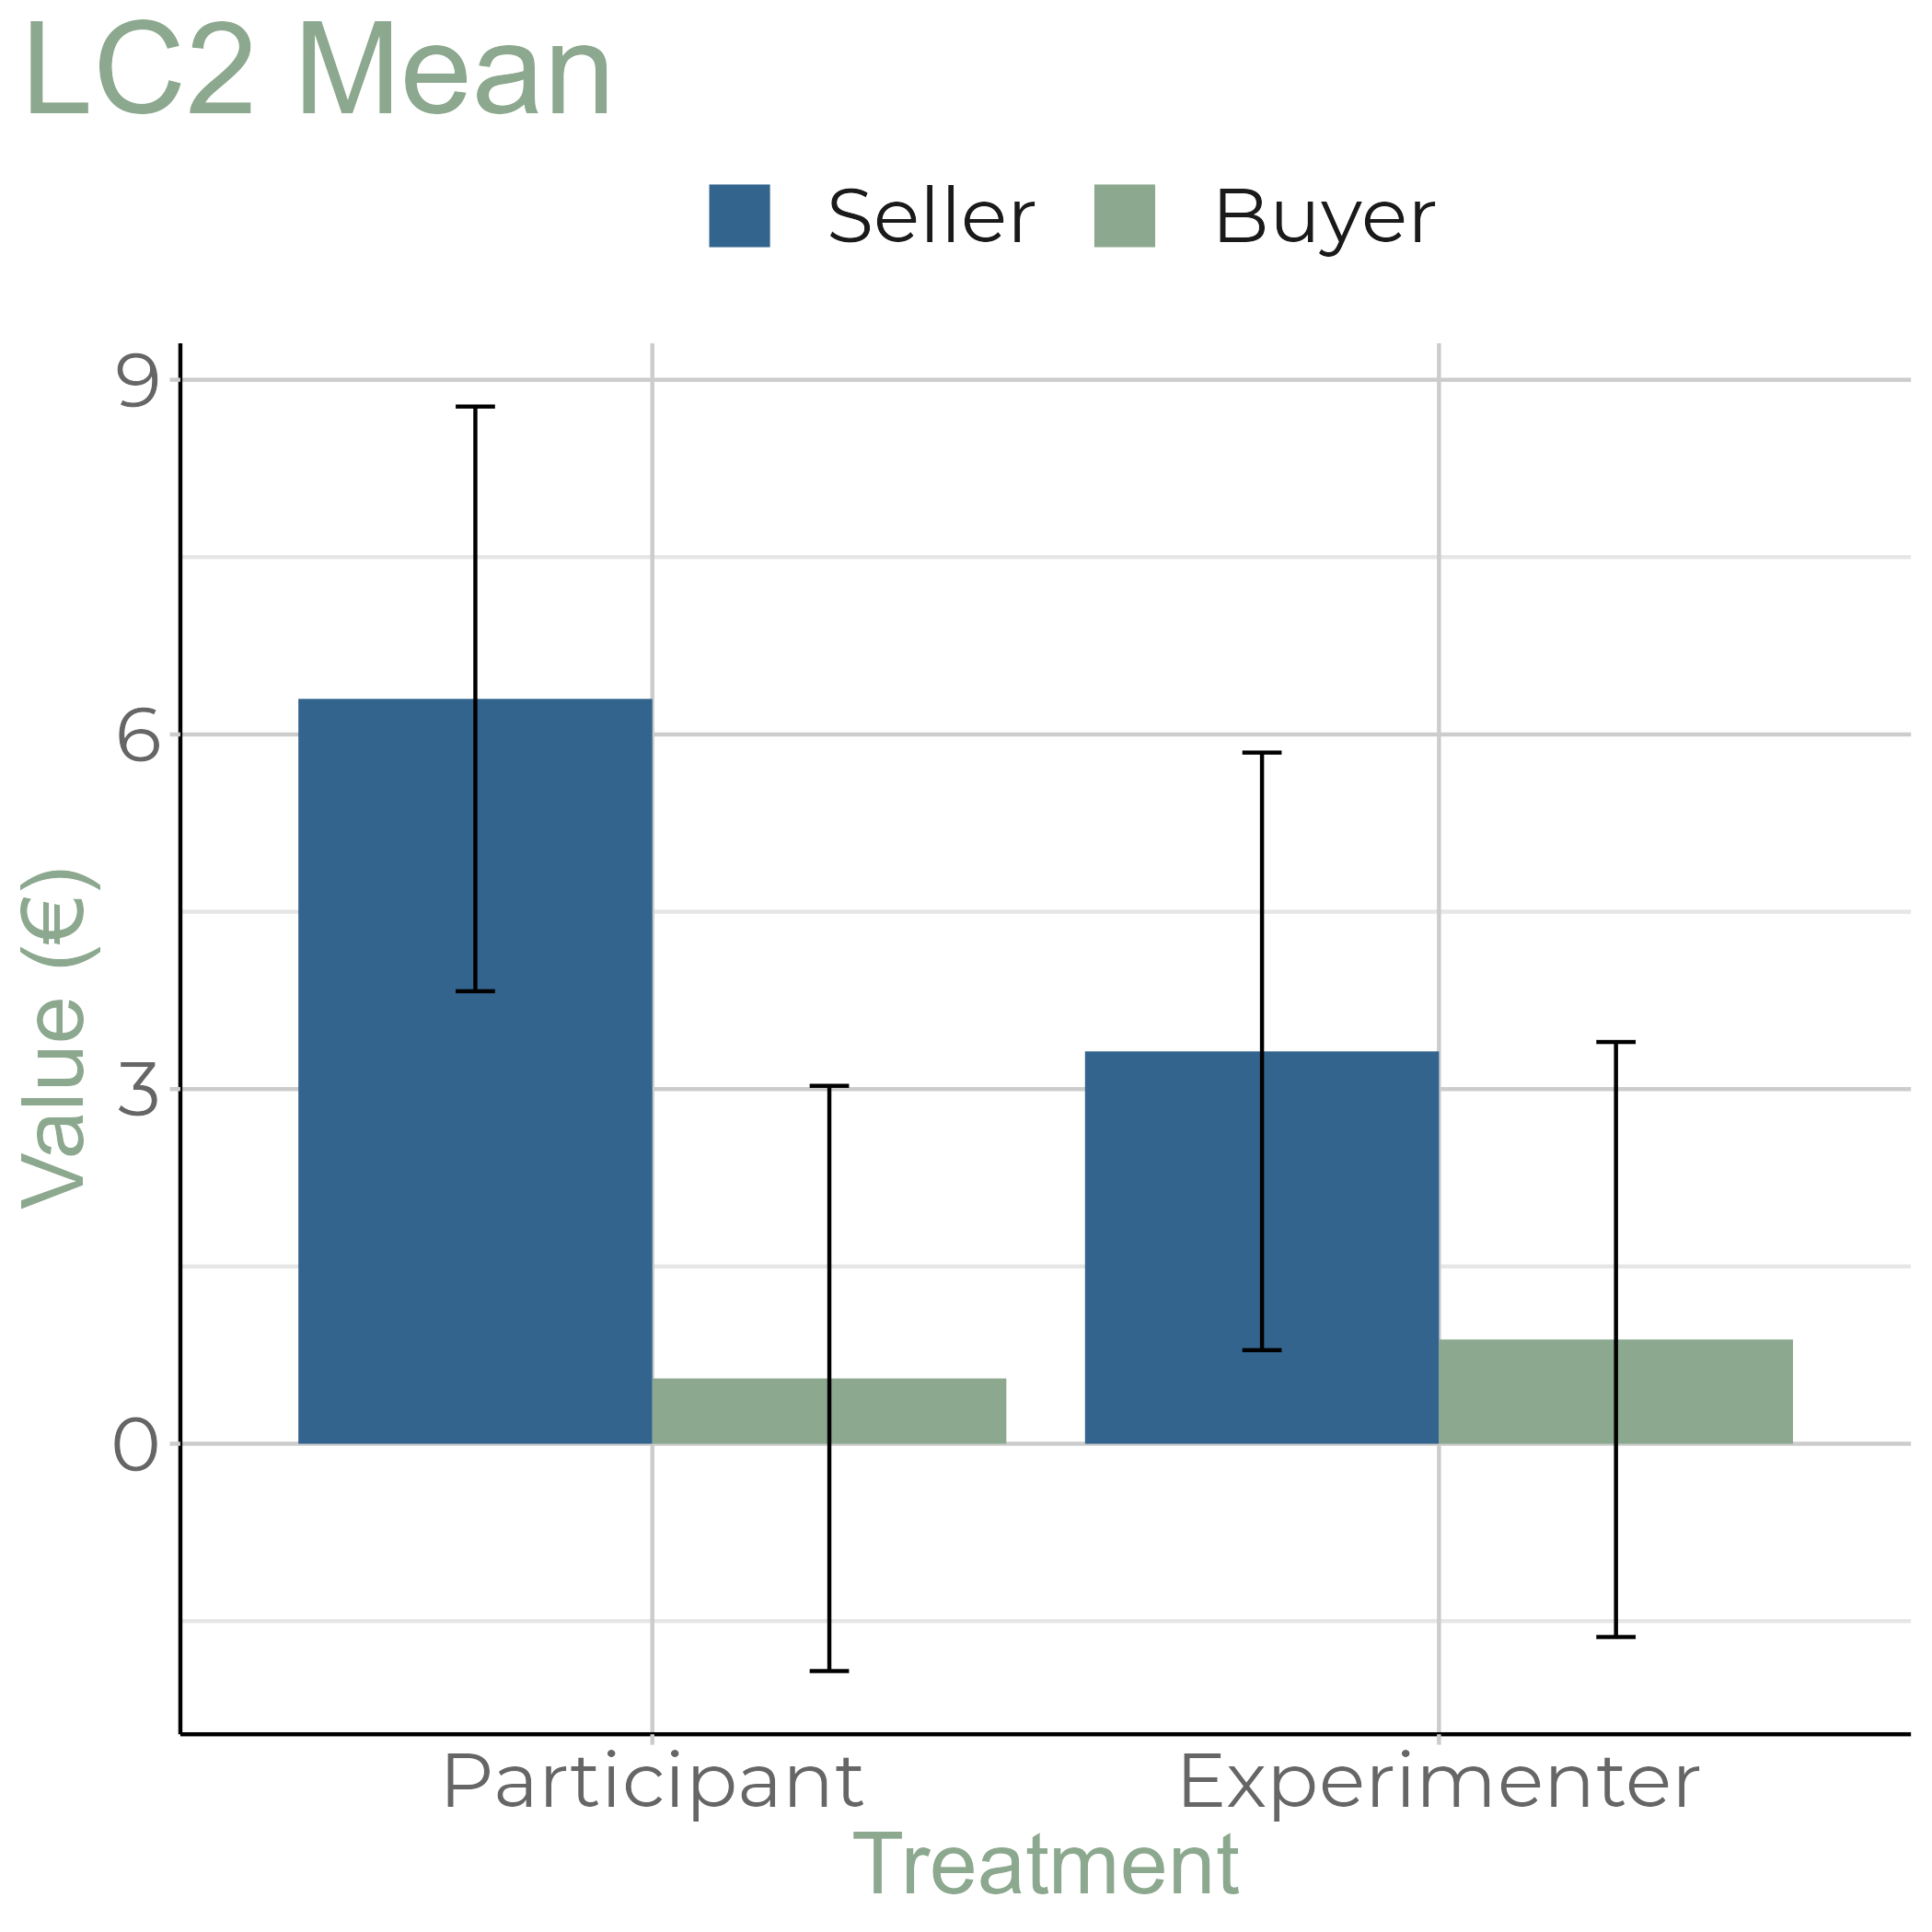 LC2 Mean
Seller Buyer
9
6
3
0
Value (€)
Participant Experimenter
Treatment